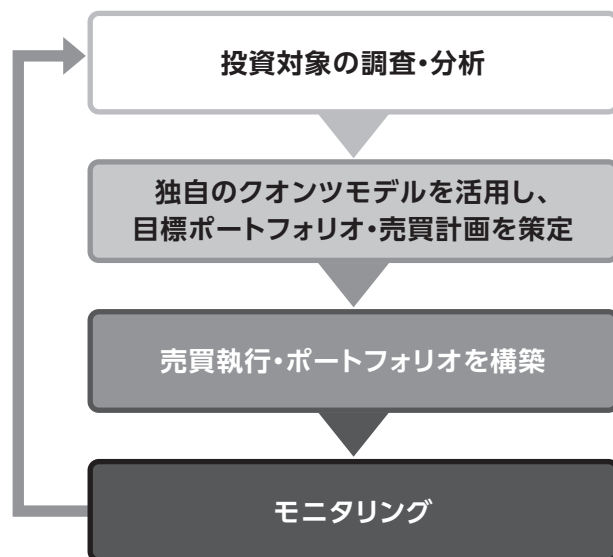 投資対象の調査・分析
独自のクオンツモデルを活用し、
目標ポートフォリオ・売買計画を策定
売買執行・ポートフォリオを構築
モニタリング